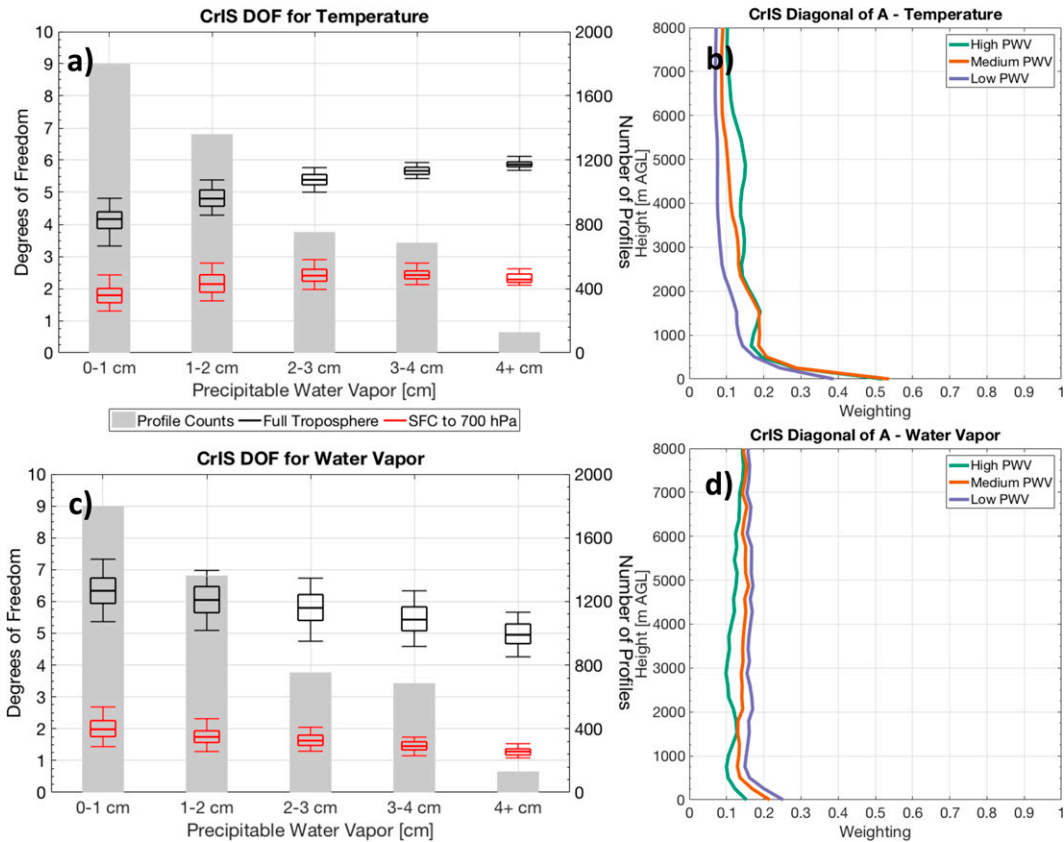 CrIS DOF for Temperature
a)
10
9
8
7
6
5
4
3
2
1
0
Degrees of Freedom
2000
1600
1200
800
400
0
Number of Profiles
0-1 cm 1-2 cm 2-3 cm 3-4 cm 4+ cm
Precipitable Water Vapor [cm]
Profile Counts Full Troposphere SFC to 700 hPa
CrIS Diagonal of A - Temperature
b)
High PWV
Medium PWV
Low PWV
8000
7000
6000
5000
4000
3000
2000
1000
0
Height [m AGL]
0 0.1 0.2 0.3 0.4 0.5 0.6 0.7 0.8 0.9 1
Weighting
CrIS DOF for Water Vapor
c)
10
9
8
7
6
5
4
3
2
1
0
Degrees of Freedom
2000
1600
1200
800
400
0
Number of Profiles
0-1 cm 1-2 cm 2-3 cm 3-4 cm 4+ cm
Precipitable Water Vapor [cm]
CrIS Diagonal of A - Water Vapor
d)
High PWV
Medium PWV
Low PWV
8000
7000
6000
5000
4000
3000
2000
1000
0
Height [m AGL]
0 0.1 0.2 0.3 0.4 0.5 0.6 0.7 0.8 0.9 1
Weighting